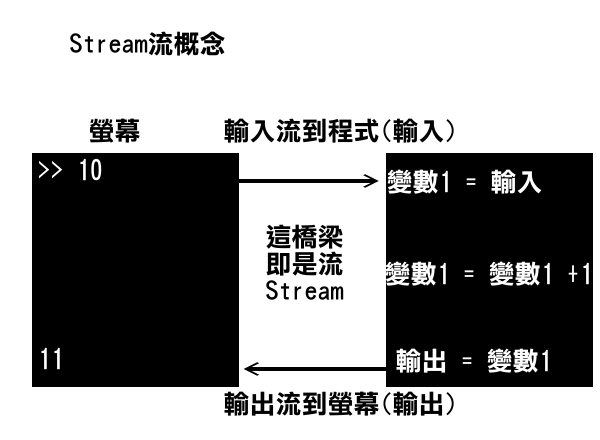 Stream流概念
螢幕
輸入流到程式(輸入)
>> 10
變數1 = 輸入
這橋梁
即是流
Stream
變數1 = 變數1 +1
11
輸出 = 變數1
輸出流到螢幕(輸出)